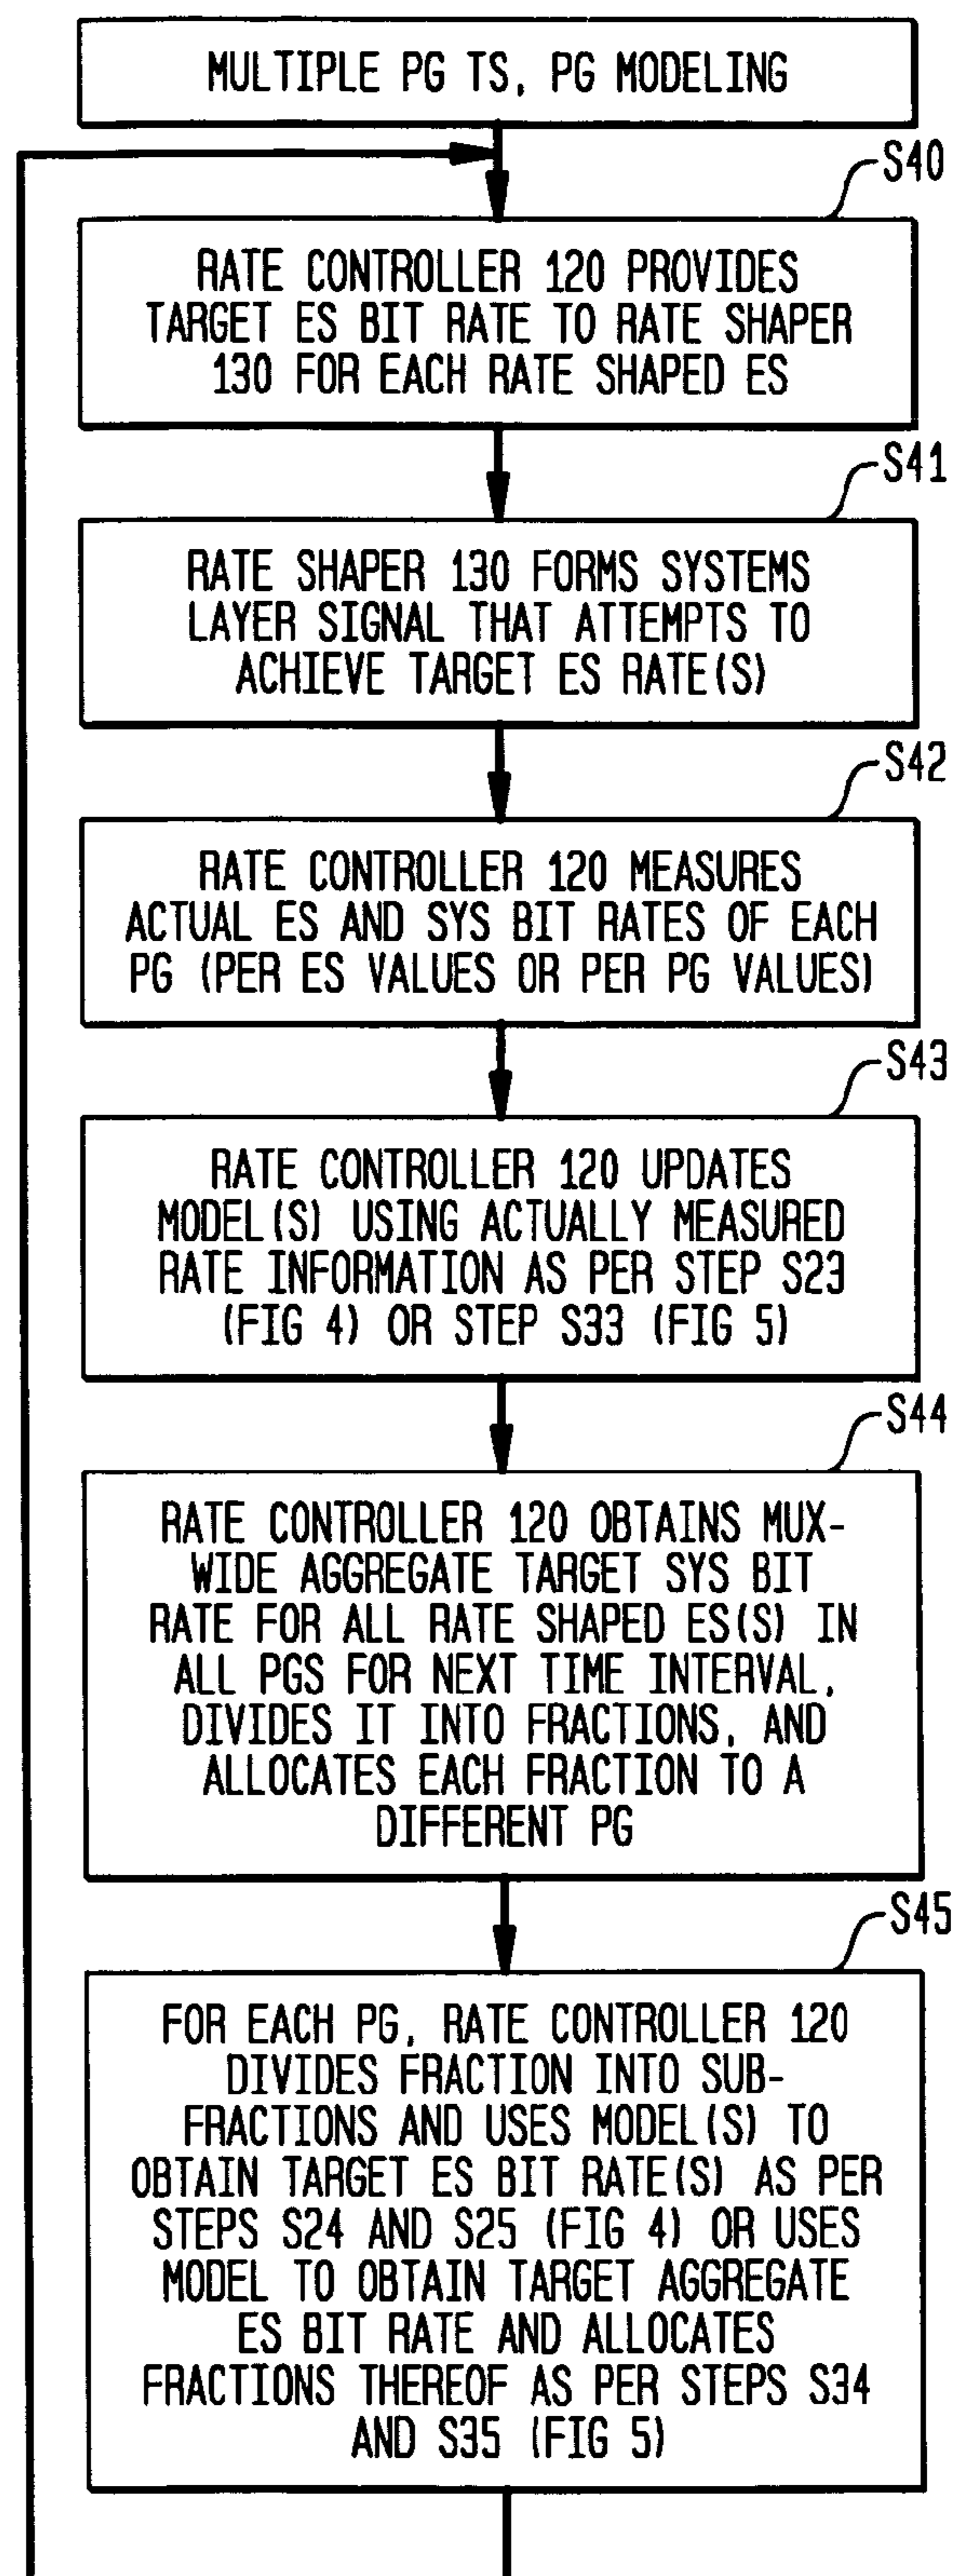 MULTIPLE PG TS, PG MODELING
S40
RATE CONTROLLER 120 PROVIDES
TARGET ES BIT RATE TO RATE SHAPER
130 FOR EACH RATE SHAPED ES
S41
RATE SHAPER 130 FORMS SYSTEMS
LAYER SIGNAL THAT ATTEMPTS TO
ACHIEVE TARGET ES RATE(S)
S42
RATE CONTROLLER 120 MEASURES
ACTUAL ES AND SYS BIT RATES OF EACH
PG (PER ES VALUES OR PER PG VALUES)
S43
RATE CONTROLLER 120 UPDATES
MODEL(S) USING ACTUALLY MEASURED
RATE INFORMATION AS PER STEP S23
(FIG 4) OR STEP S33 (FIG 5)
S44
RATE CONTROLLER 120 OBTAINS MUX-
WIDE AGGREGATE TARGET SYS BIT
RATE FOR ALL RATE SHAPED ES(S) IN
ALL PGS FOR NEXT TIME INTERVAL,
DIVIDES IT INTO FRACTIONS, AND
ALLOCATES EACH FRACTION TO A
DIFFERENT PG
S45
FOR EACH PG, RATE CONTROLLER 120
DIVIDES FRACTION INTO SUB-
FRACTIONS AND USES MODEL(S) TO
OBTAIN TARGET ES BIT RATE(S) AS PER
STEPS S24 AND S25 (FIG 4) OR USES
MODEL TO OBTAIN TARGET AGGREGATE
ES BIT RATE AND ALLOCATES
FRACTIONS THEREOF AS PER STEPS S34
AND S35 (FIG 5)